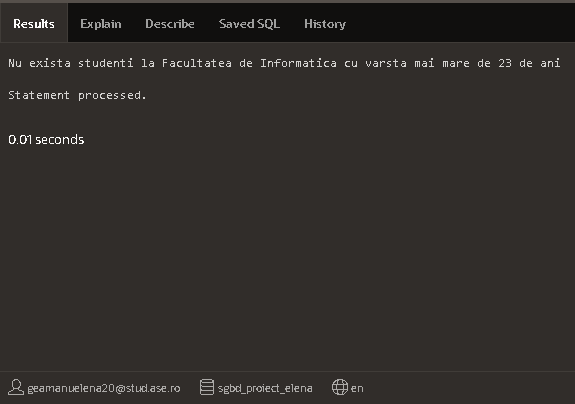 Results Explain Describe Saved SQL History
Nu exista studenti la Facultatea de Informatica cu varsta mai mare de 23 de ani
Statement processed.
0.01 seconds
geamanuelena20@stud.ase.ro sgbd_proiect_elena en